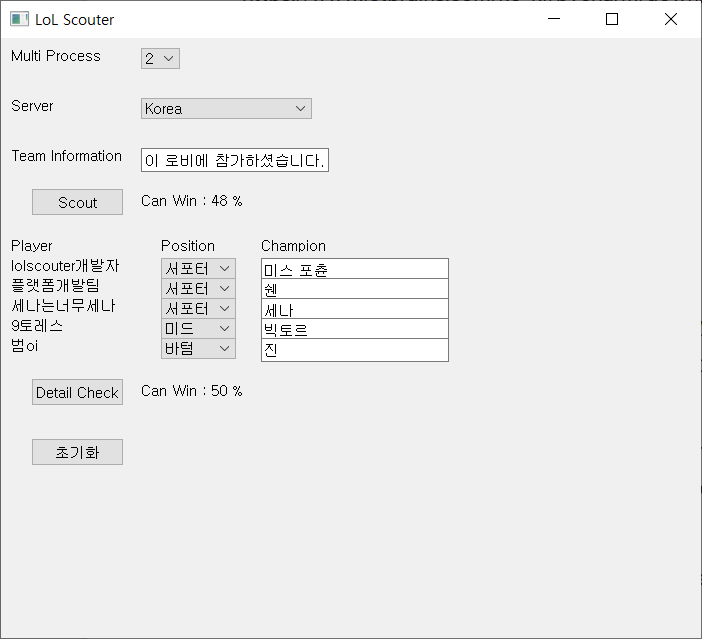 LoL Scouter
Multi Process 2
Server Korea
Team Information 이 로비에 참가하셨습니다.
Scout Can Win : 48 %
Player Position Champion
lolscouter개발자 서포터 미스 포츈
플랫폼개발팀 서포터 쉔
세나는너무세나 서포터 세나
9토레스 미드 빅토르
범oi 바텀 진
Detail Check Can Win : 50 %
초기화